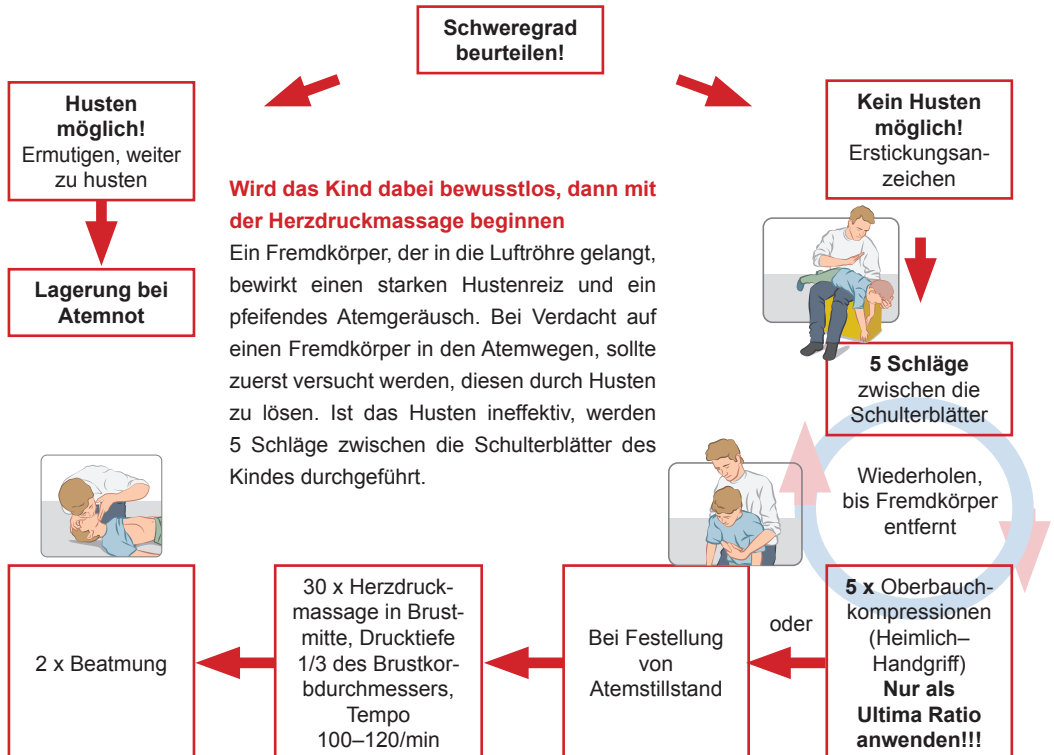 Schweregrad
beurteilen!
Husten
möglich!
Ermutigen, weiter
zu husten
Lagerung bei
Atemnot
Wird das Kind dabei bewusstlos, dann mit
der Herzdruckmassage beginnen
Ein Fremdkörper, der in die Luftröhre gelangt,
bewirkt einen starken Hustenreiz und ein
pfeifendes Atemgeräusch. Bei Verdacht auf
einen Fremdkörper in den Atemwegen, sollte
zuerst versucht werden, diesen durch Husten
zu lösen. Ist das Husten ineffektiv, werden
5 Schläge zwischen die Schulterblätter des
Kindes durchgeführt.
Kein Husten
möglich!
Erstickungsan-
zeichen
5 Schläge
zwischen die
Schulterblätter
Wiederholen,
bis Fremdkörper
entfernt
5 x Oberbauch-
kompressionen
(Heimlich–
Handgriff)
Nur als
Ultima Ratio
anwenden!!!
oder
Bei Festellung
von
Atemstillstand
30 x Herzdruck-
massage in Brust-
mitte, Drucktiefe
1/3 des Brustkor-
bdurchmessers,
Tempo
100–120/min
2 x Beatmung